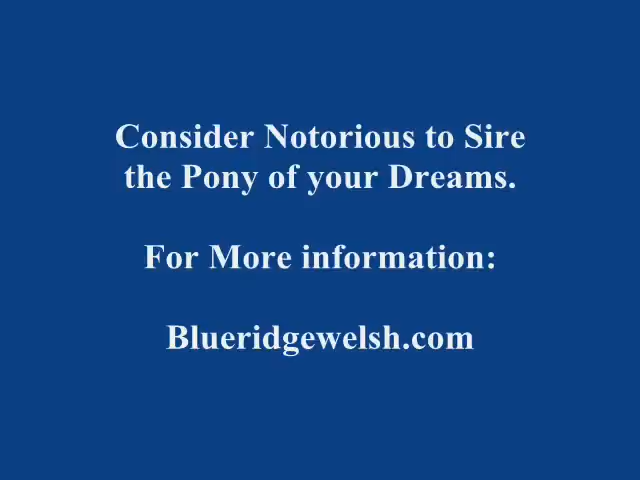 Consider Notorious to Sire
the Pony of your Dreams.
For More information:
Blueridgewelsh.com